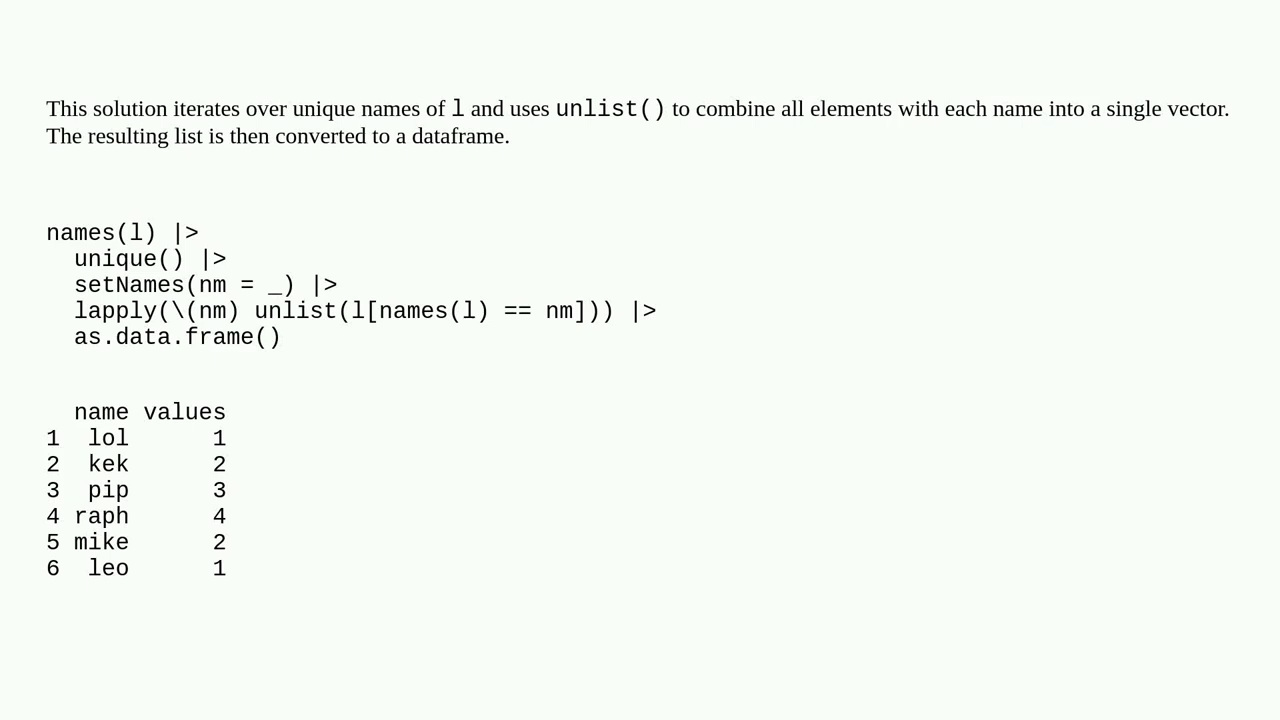 This solution iterates over unique names of l and uses unlist() to combine all elements with each name into a single vector.
The resulting list is then converted to a dataframe.
names(l) |>
  unique() |>
  setNames(nm = _) |>
  lapply(\(nm) unlist(l[names(l) == nm])) |>
  as.data.frame()
  name values
1  lol      1
2  kek      2
3  pip      3
4 raph      4
5 mike      2
6  leo      1